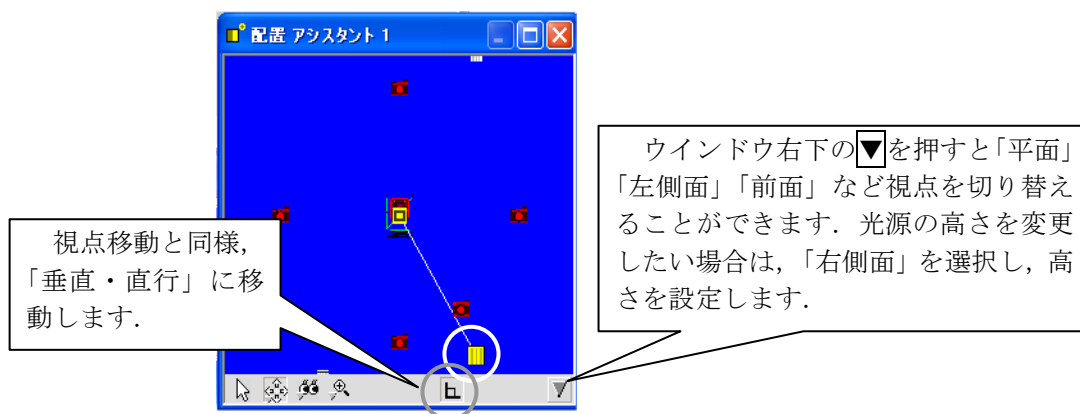 配置 アシスタント 1
ウインドウ右下の▼を押すと「平面」
「左側面」「前面」など視点を切り替え
ることができます．光源の高さを変更
したい場合は，「右側面」を選択し，高
さを設定します．
視点移動と同様，
「垂直・直行」に移
動します．